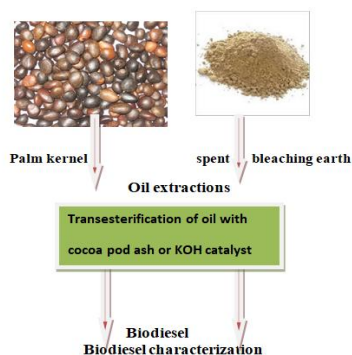 Palm kernel spent bleaching earth
Oil extractions
Transesterification of oil with
cocoa pod ash or KOH catalyst
Biodiesel
Biodiesel characterization